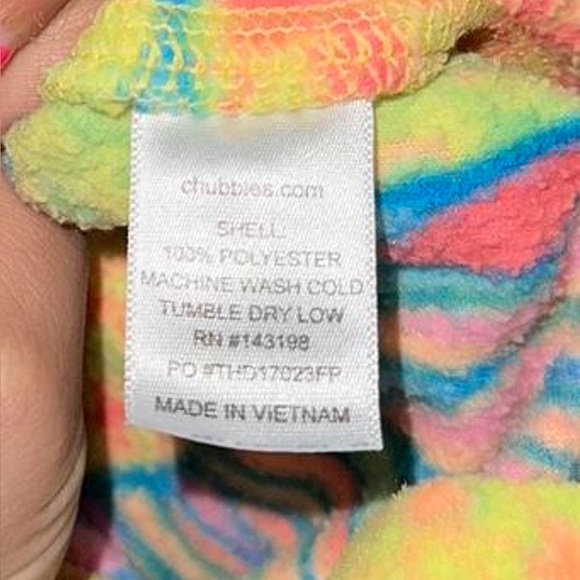 chubbies.com
SHELL:
100% POLYESTER
MACHINE WASH COLD
TUMBLE DRY LOW
RN #143198
PO #THD17023FP
MADE IN VIETNAM